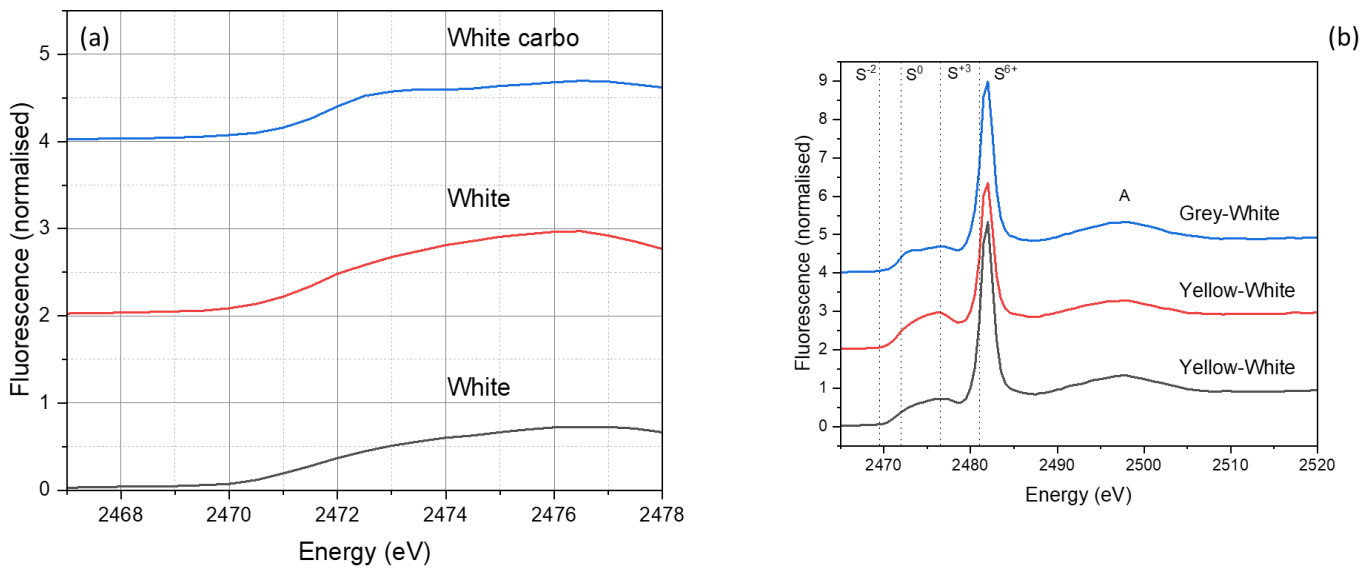 (a)
White carbo
White
White
5
4
3
2
1
0
Fluorescence (normalised)
2468 2470 2472 2474 2476 2478
Energy (eV)
(b)
S-2 S0 S+3 S6+
A
Grey-White
Yellow-White
Yellow-White
9
8
7
6
5
4
3
2
1
0
Fluorescence (normalised)
2470 2480 2490 2500 2510 2520
Energy (eV)